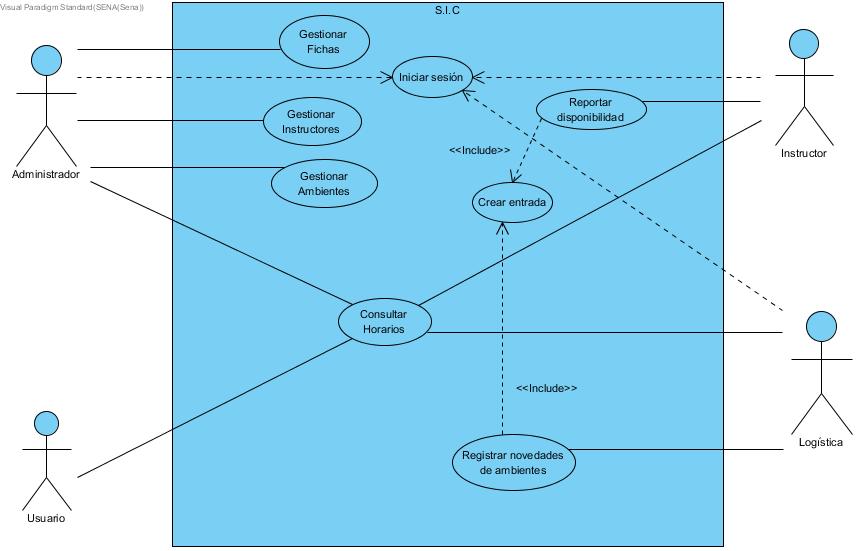 Visual Paradigm Standard(SENA(Sena))
S.I.C
Gestionar
Fichas
Iniciar sesión
Reportar
disponibilidad
Gestionar
Instructores
<<Include>>
Instructor
Administrador
Gestionar
Ambientes
Crear entrada
Consultar
Horarios
<<Include>>
Logística
Registrar novedades
de ambientes
Usuario